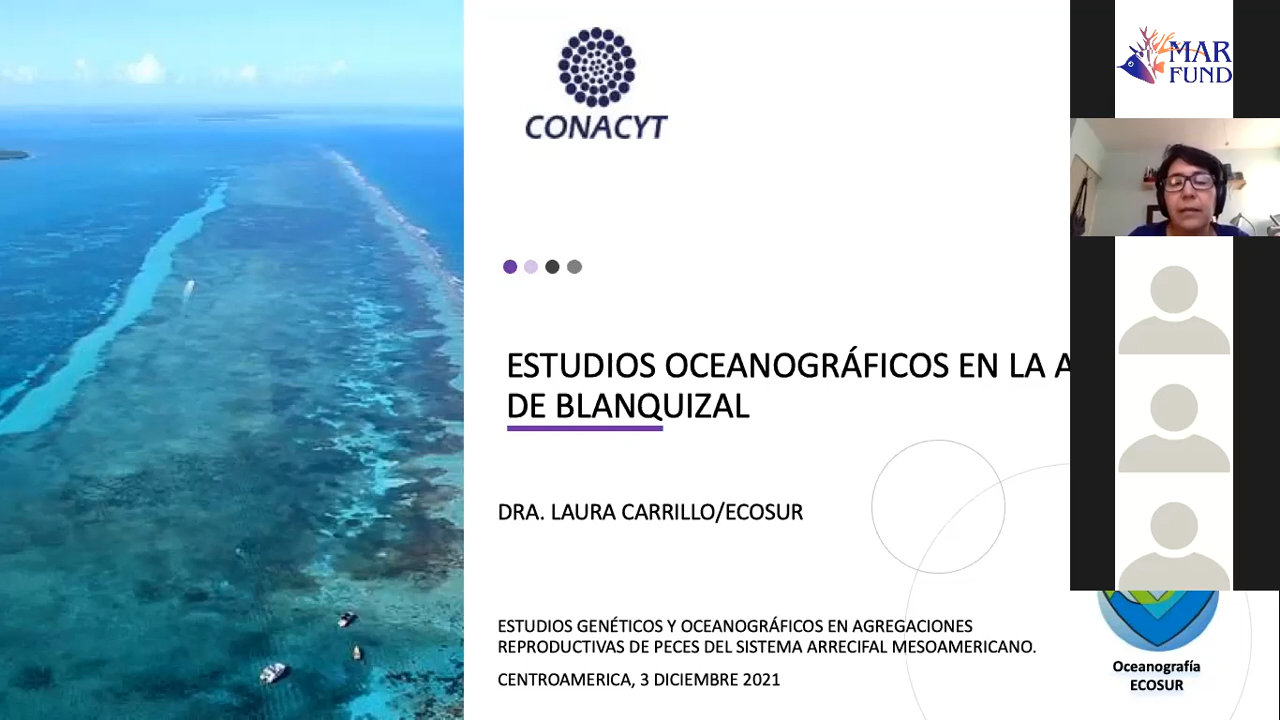 CONACYT
MAR
FUND
ESTUDIOS OCEANOGRÁFICOS EN LA A
DE BLANQUIZAL
DRA. LAURA CARRILLO/ECOSUR
ESTUDIOS GENÉTICOS Y OCEANOGRÁFICOS EN AGREGACIONES
REPRODUCTIVAS DE PECES DEL SISTEMA ARRECIFAL MESOAMERICANO.
CENTROAMERICA, 3 DICIEMBRE 2021
Oceanografía
ECOSUR